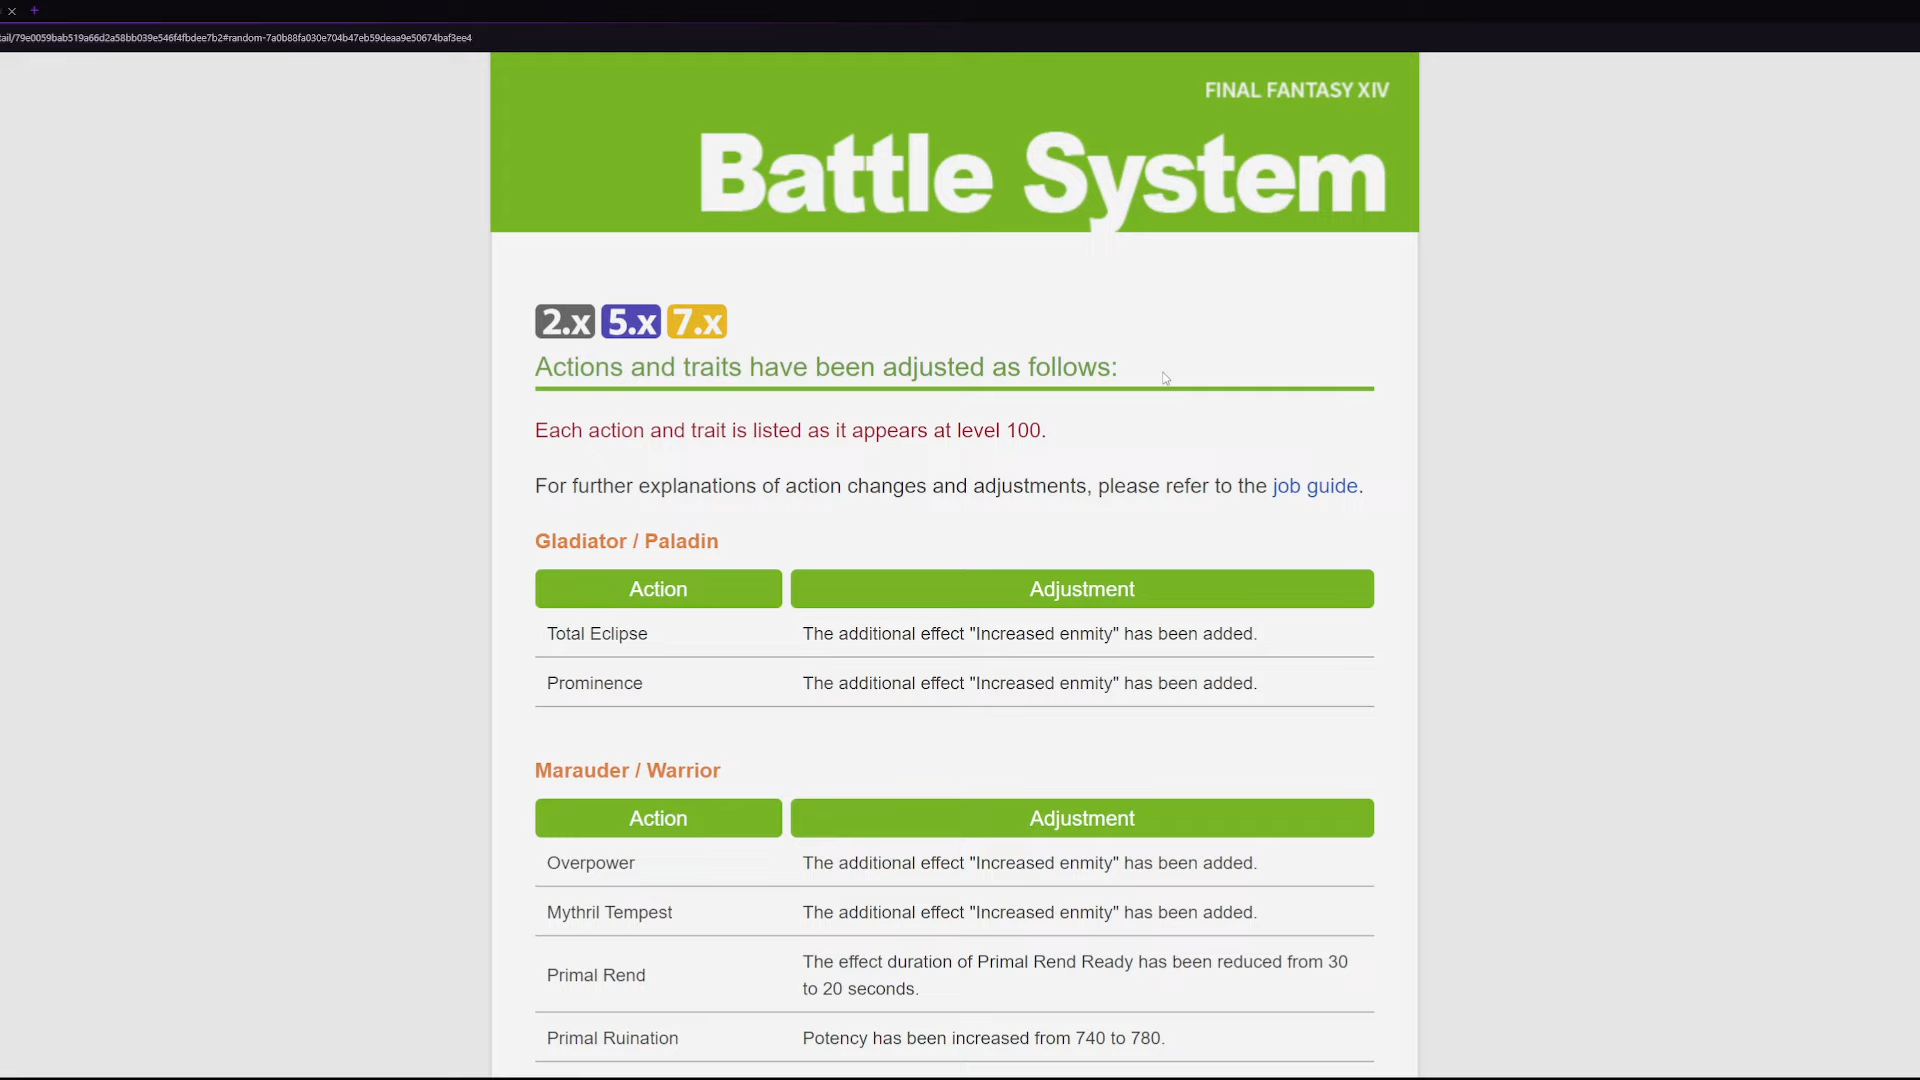 tail/79e0059bab519a66d2a58bb039e546f4fbdee7b2#random-7a0b88fa030e704b47eb59deaa9e50674baf3ee4
FINAL FANTASY XIV
Battle System
2.x 5.x 7.x
Actions and traits have been adjusted as follows:
Each action and trait is listed as it appears at level 100.
For further explanations of action changes and adjustments, please refer to the job guide.
Gladiator / Paladin
Action Adjustment
Total Eclipse The additional effect "Increased enmity" has been added.
Prominence The additional effect "Increased enmity" has been added.
Marauder / Warrior
Action Adjustment
Overpower The additional effect "Increased enmity" has been added.
Mythril Tempest The additional effect "Increased enmity" has been added.
Primal Rend The effect duration of Primal Rend Ready has been reduced from 30
to 20 seconds.
Primal Ruination Potency has been increased from 740 to 780.